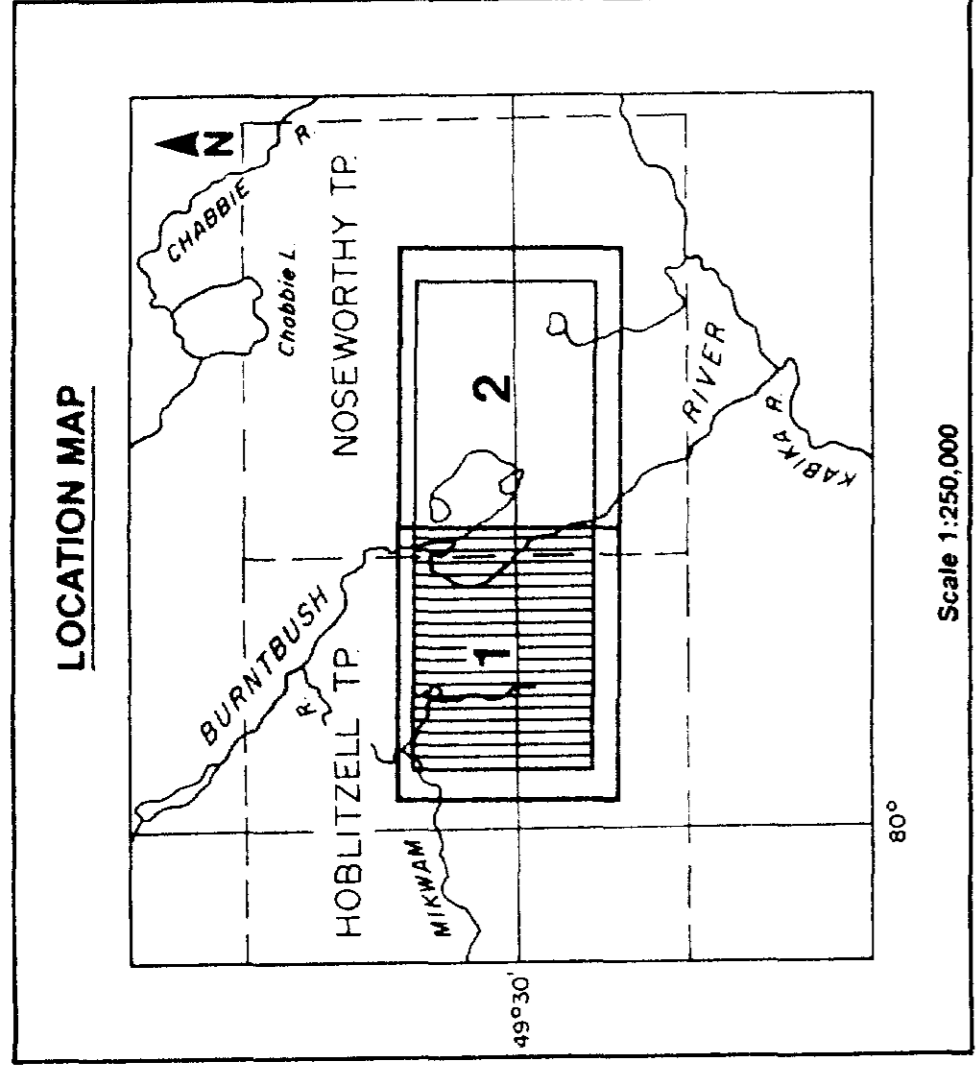 LOCATION MAP
N
CHABBIE
R.
Chabbie L.
NOSEWORTHY TP.
BURNTBUSH
R.
HOBLITZELL TP.
MIKWAM
1
2
RIVER
KABIKA R.
49°30'
80°
Scale 1:250,000